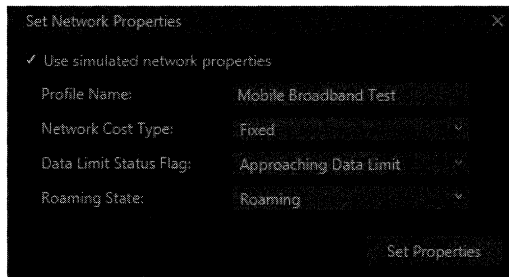 Set Network Properties
Use simulated network properties
Profile Name: Mobile Broadband Test
Network Cost Type: Fixed
Data Limit Status Flag: Approaching Data Limit
Roaming State: Roaming
Set Properties